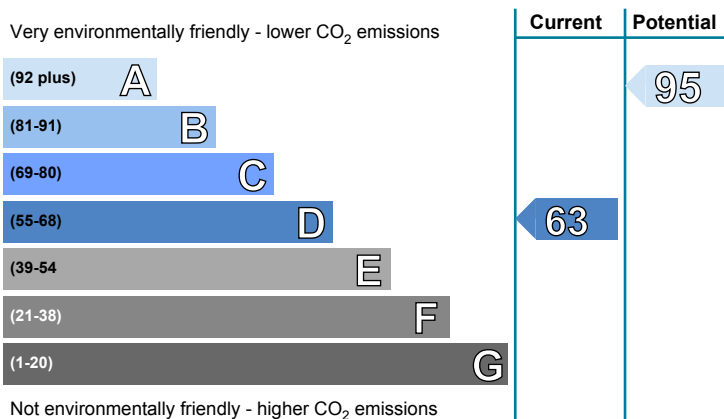 Current Potential
Very environmentally friendly - lower CO2 emissions
(92 plus) A 95
(81-91) B
(69-80) C
(55-68) D 63
(39-54 E
(21-38) F
(1-20) G
Not environmentally friendly - higher CO2 emissions